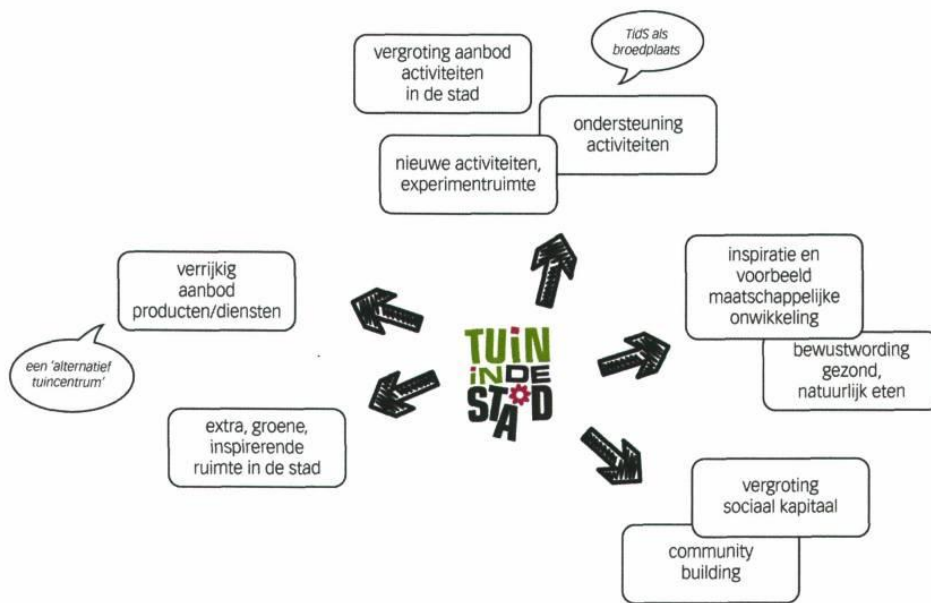 TidS als
broedplaats
vergroting aanbod
activiteiten
in de stad
ondersteuning
activiteiten
nieuwe activiteiten,
experimentruimte
verrijkig
aanbod
producten/diensten
een 'alternatief
tuincentrum'
extra, groene,
inspirerende
ruimte in de stad
TUiN
iNDE
STAD
inspiratie en
voorbeeld
maatschappelijke
onwikkeling
bewustwording
gezond,
natuurlijk eten
vergroting
sociaal kapitaal
community
building